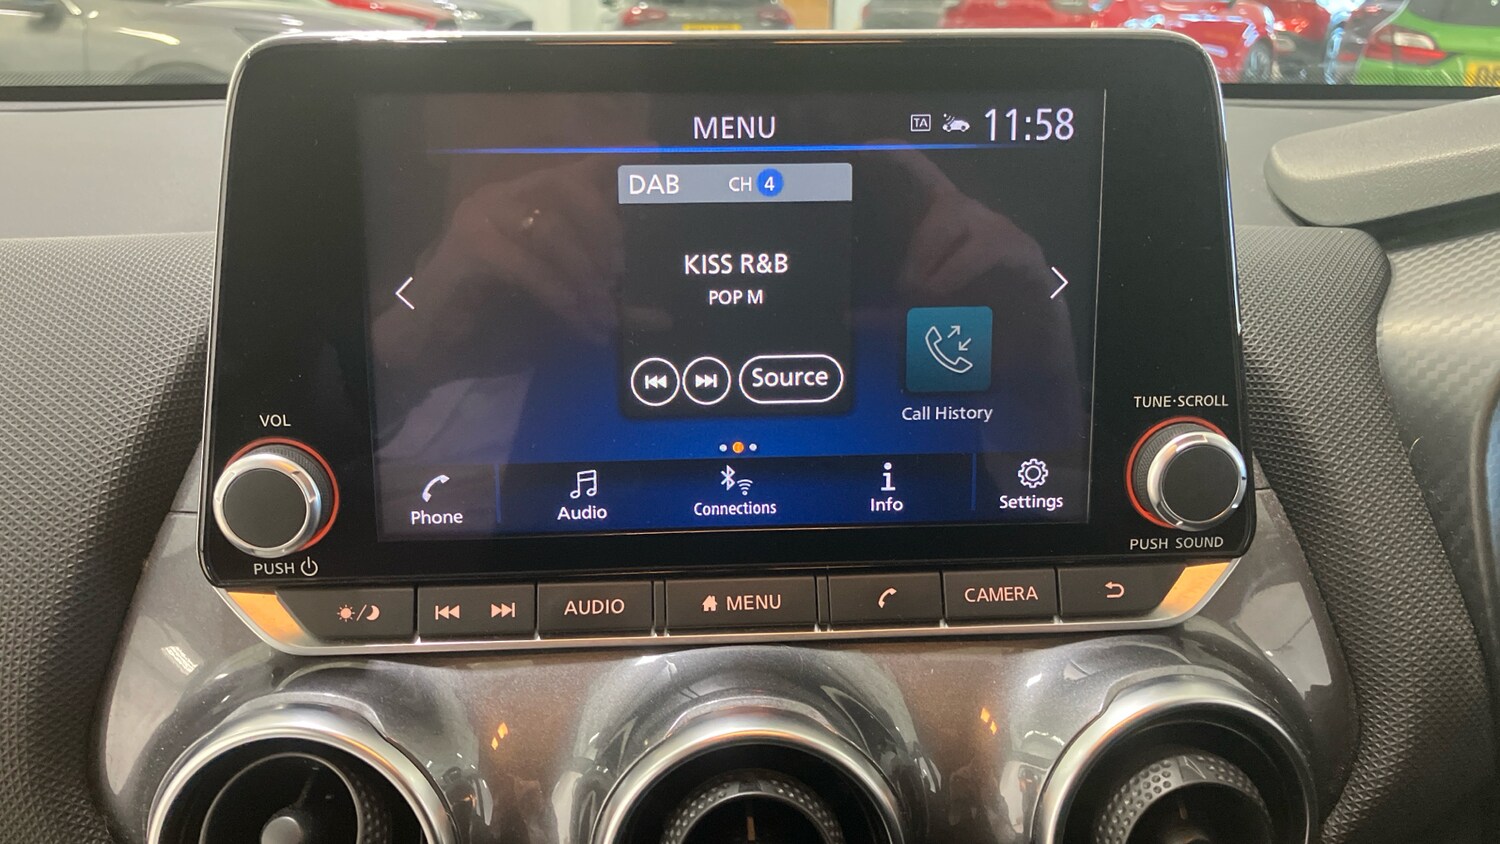 MENU
TA
11:58
DAB CH 4
KISS R&B
POP M
Source
Call History
Phone
Audio
Connections
Info
Settings
VOL
PUSH
TUNE·SCROLL
PUSH SOUND
AUDIO
MENU
CAMERA